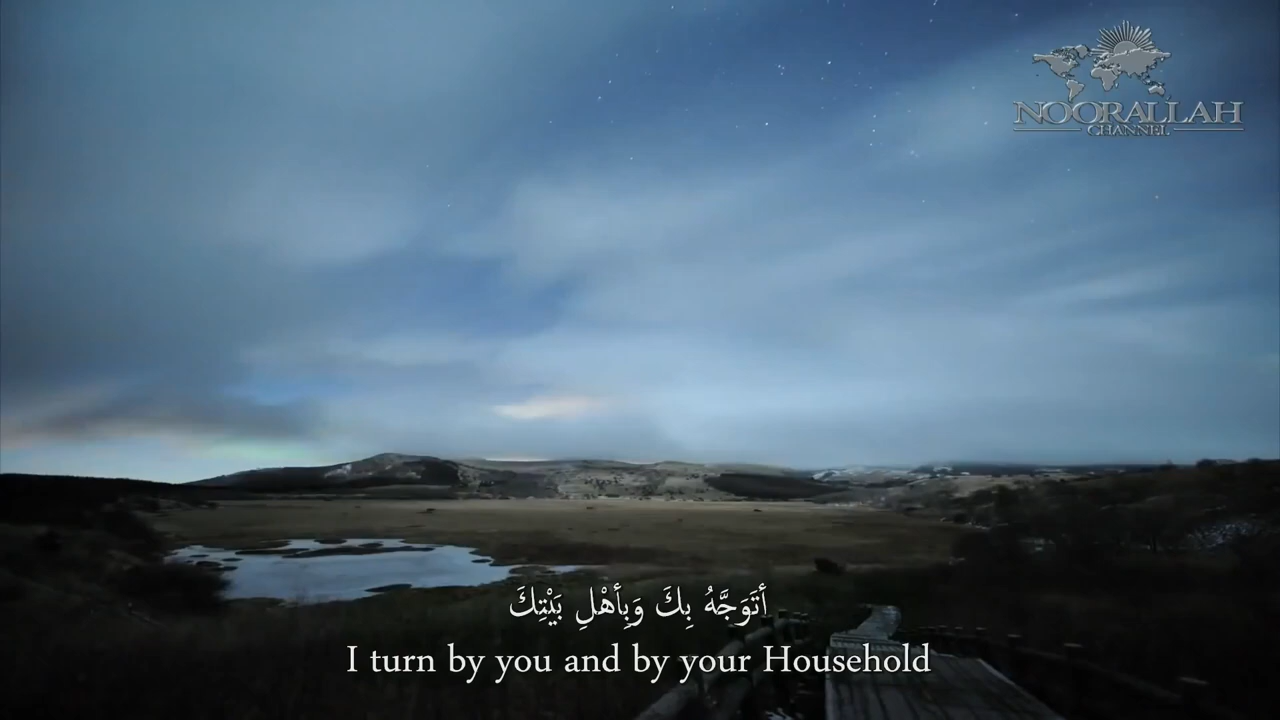 NOORALLAH
CHANNEL
أَتَوَجَّهُ بِكَ وَبِأَهْلِ بَيْتِكَ
I turn by you and by your Household